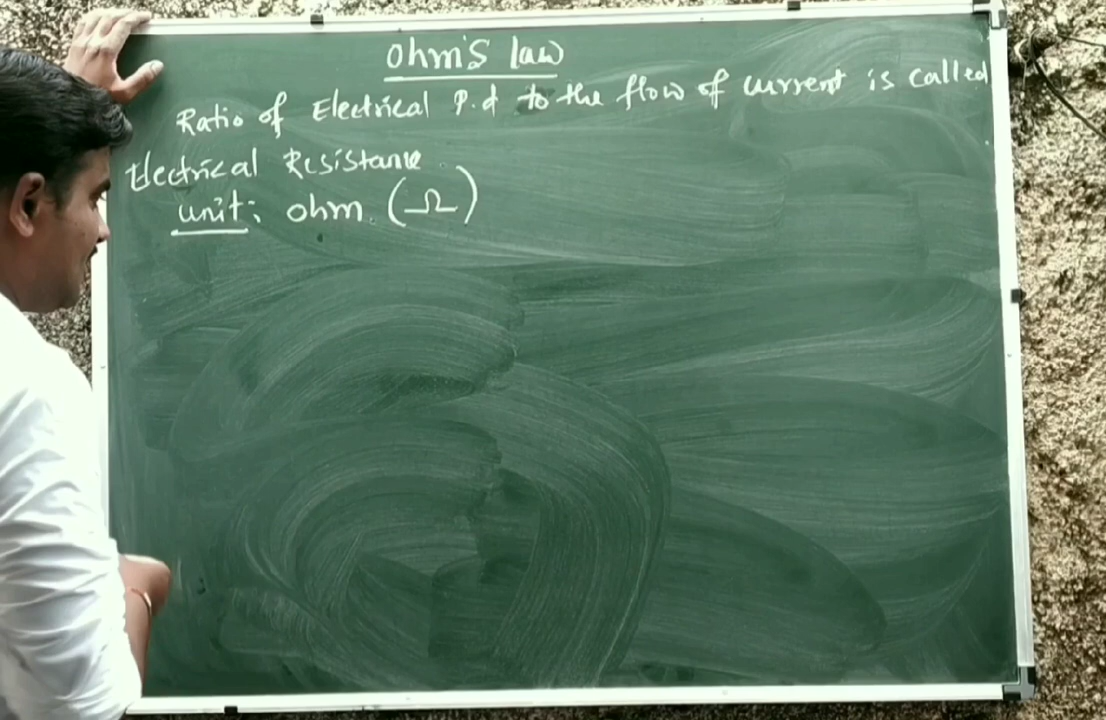 ohm's law
Ratio of Electrical P.d to the flow of current is called
Electrical Resistance
unit: ohm. (Ω)